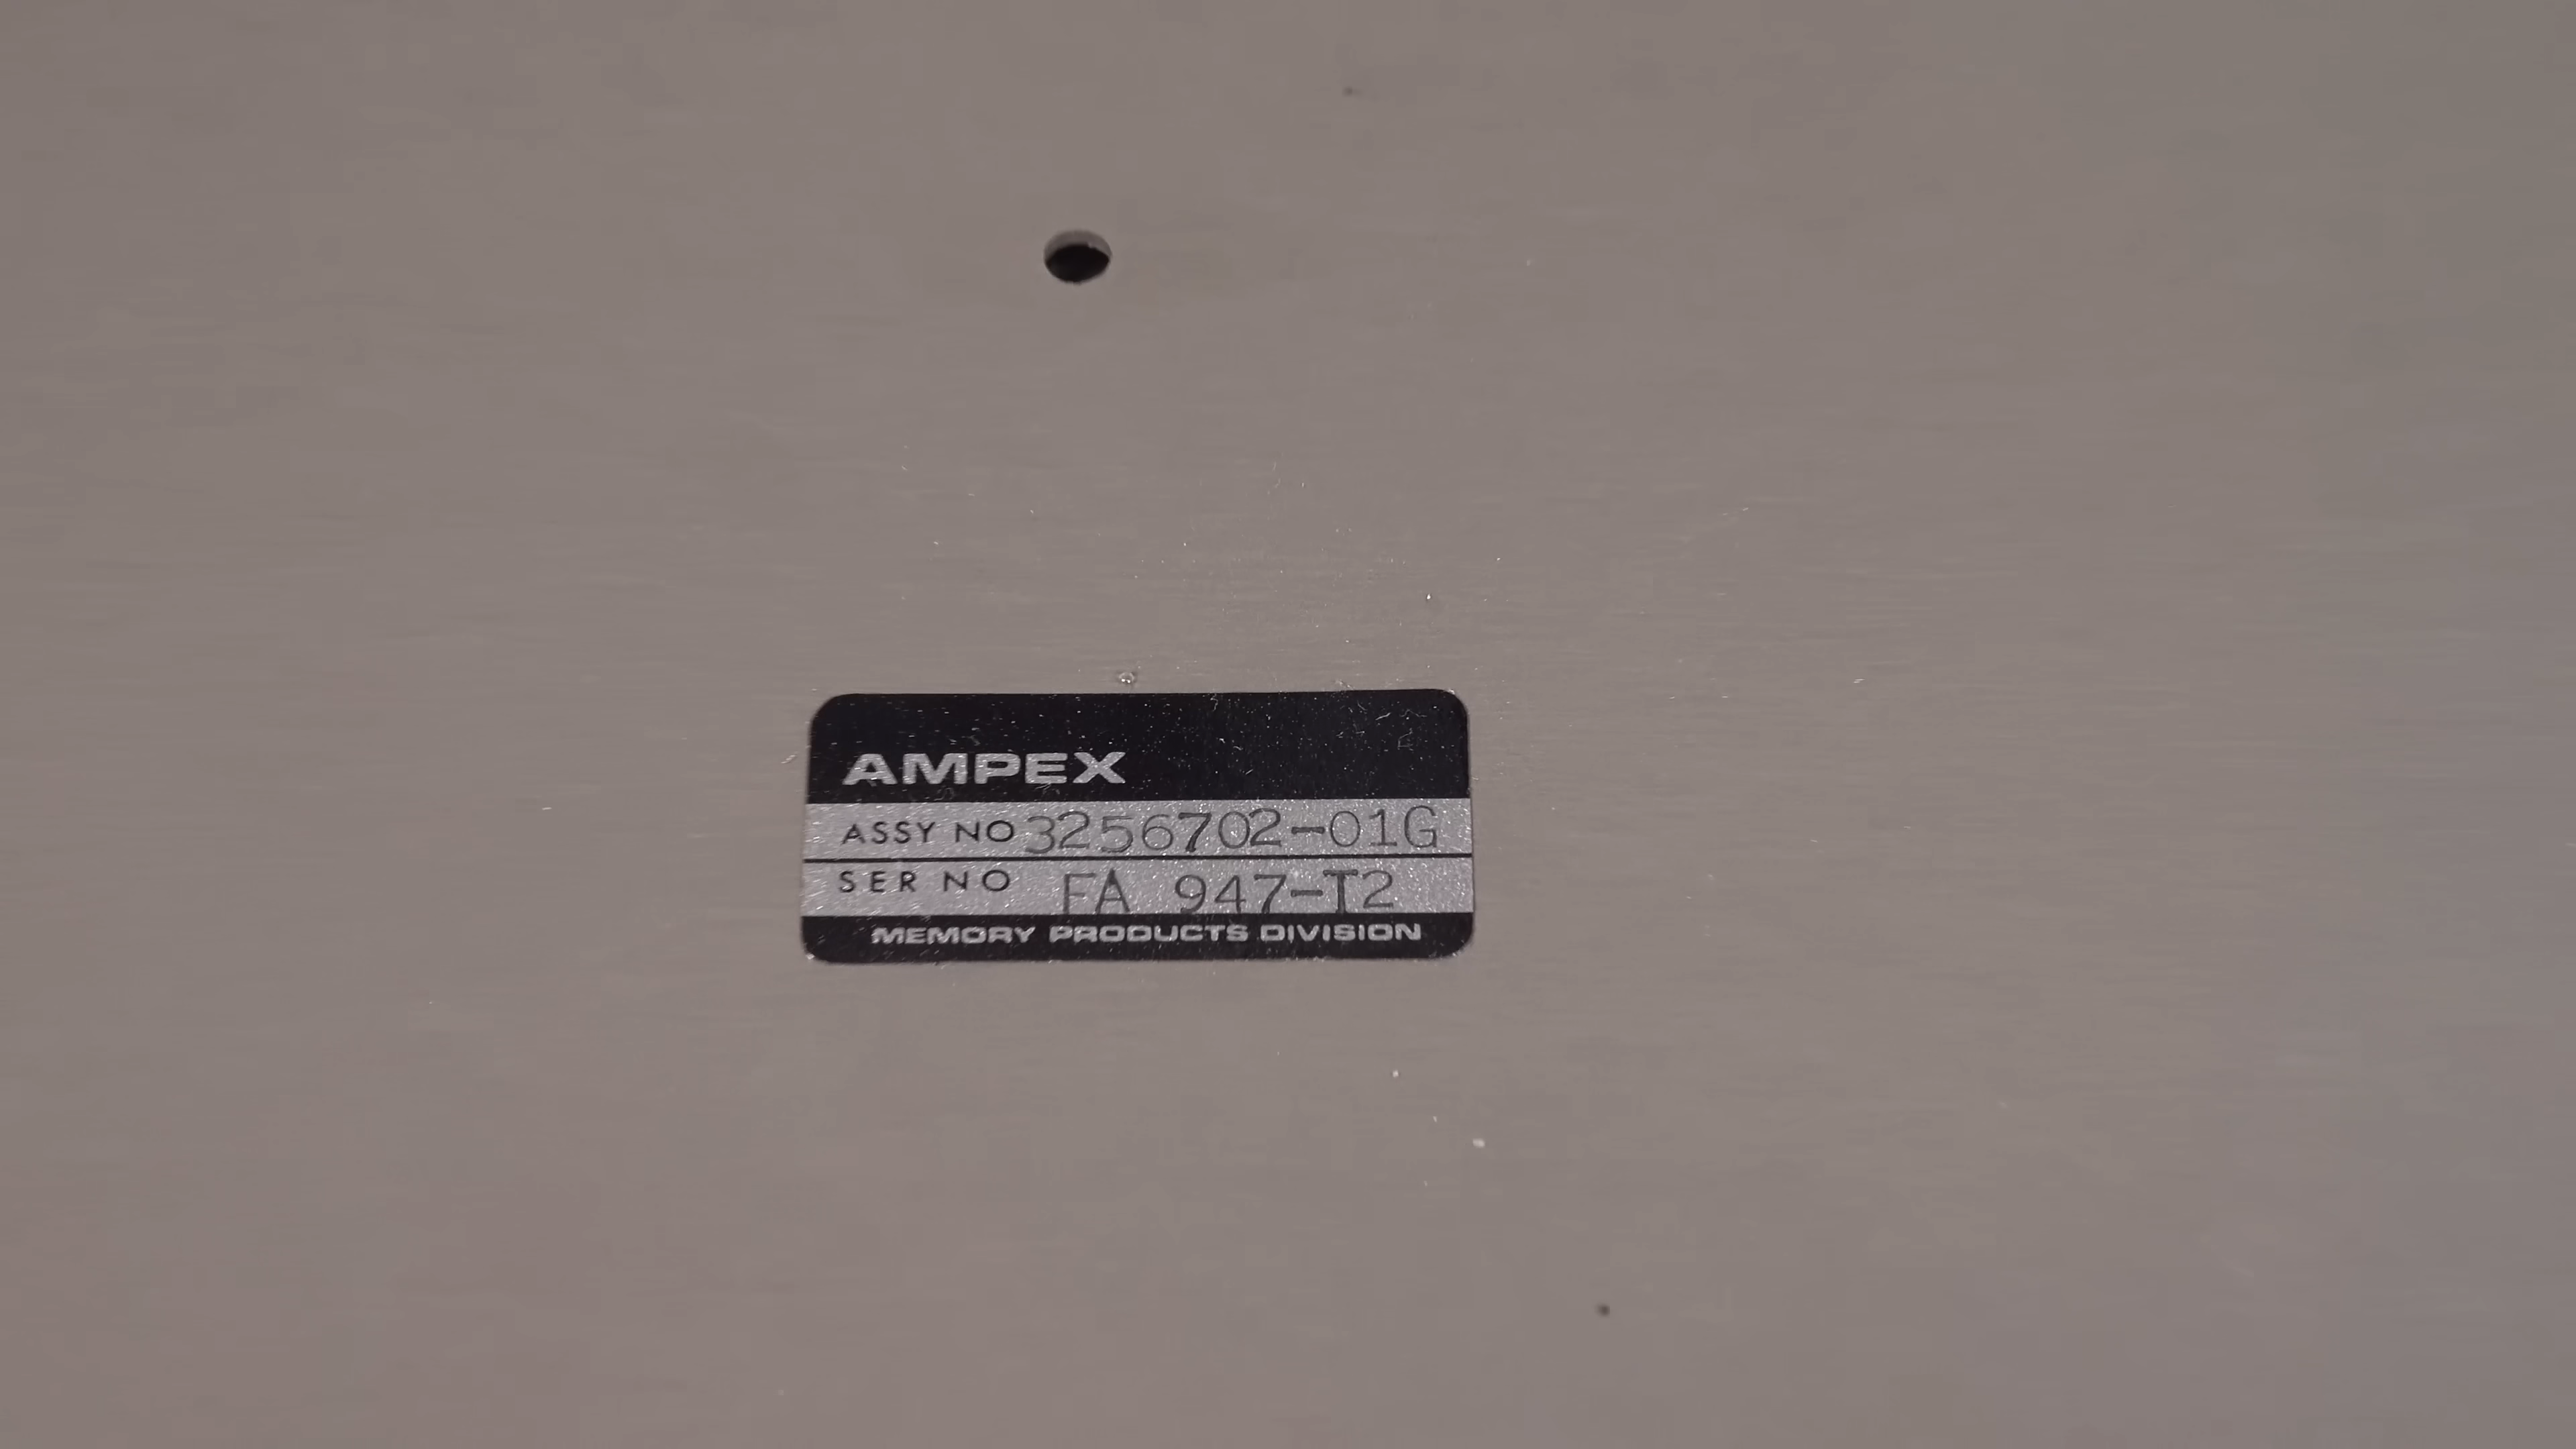 AMPEX
ASSY NO 3256702-01G
SER NO FA 947-T2
MEMORY PRODUCTS DIVISION